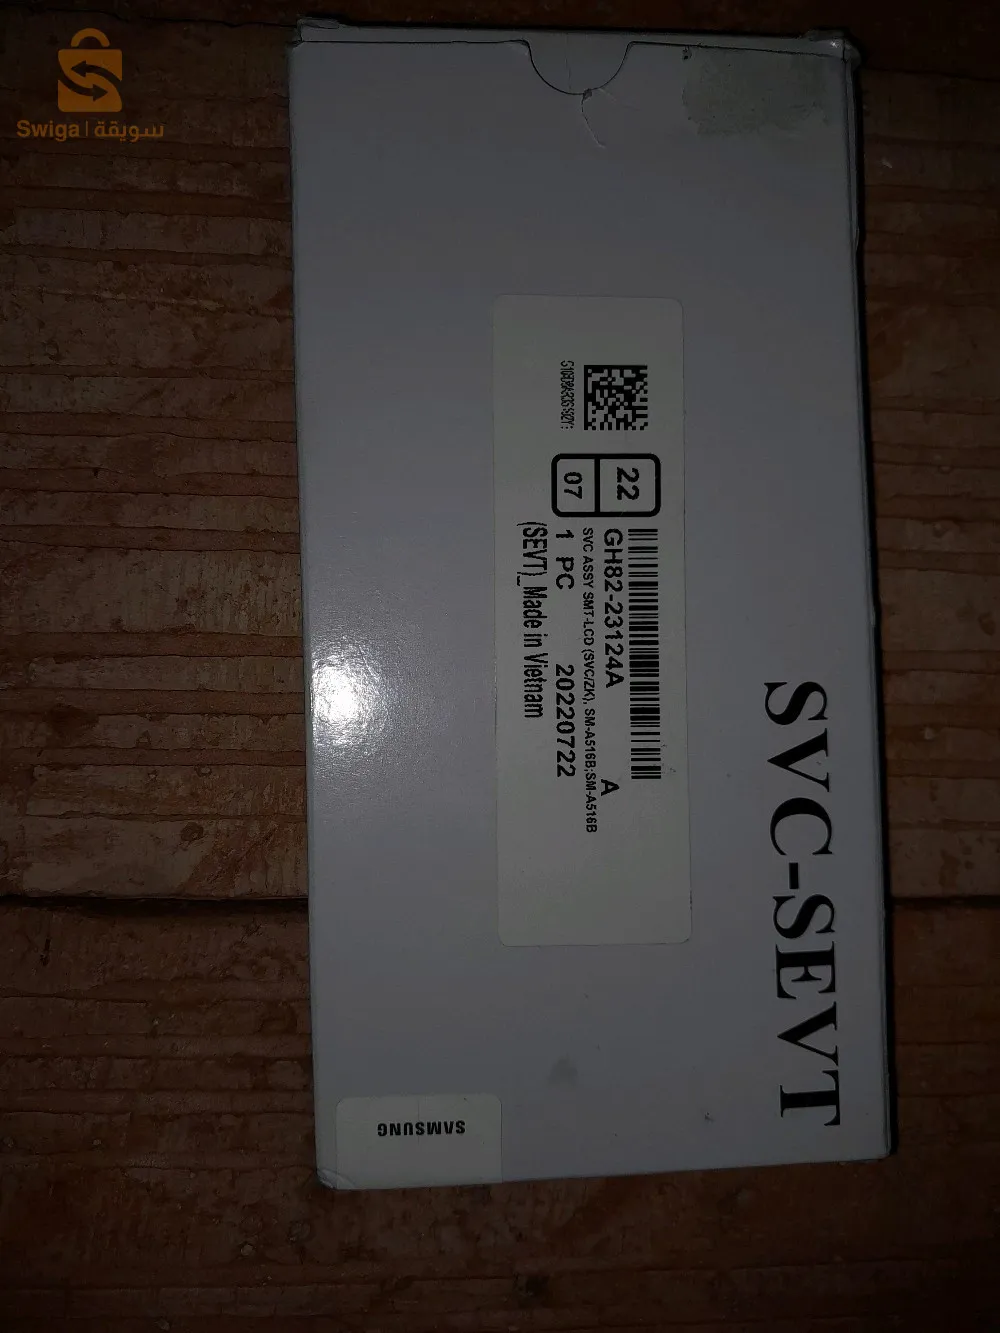 Swiga | سويقة
22
07
GH82-23124A A
SVC ASSY SMT-LCD (SVC/ZK), SM-A516B;SM-A516B
1 PC 20220722
(SEVT)_Made in Vietnam
SVC-SEVT
SAMSUNG